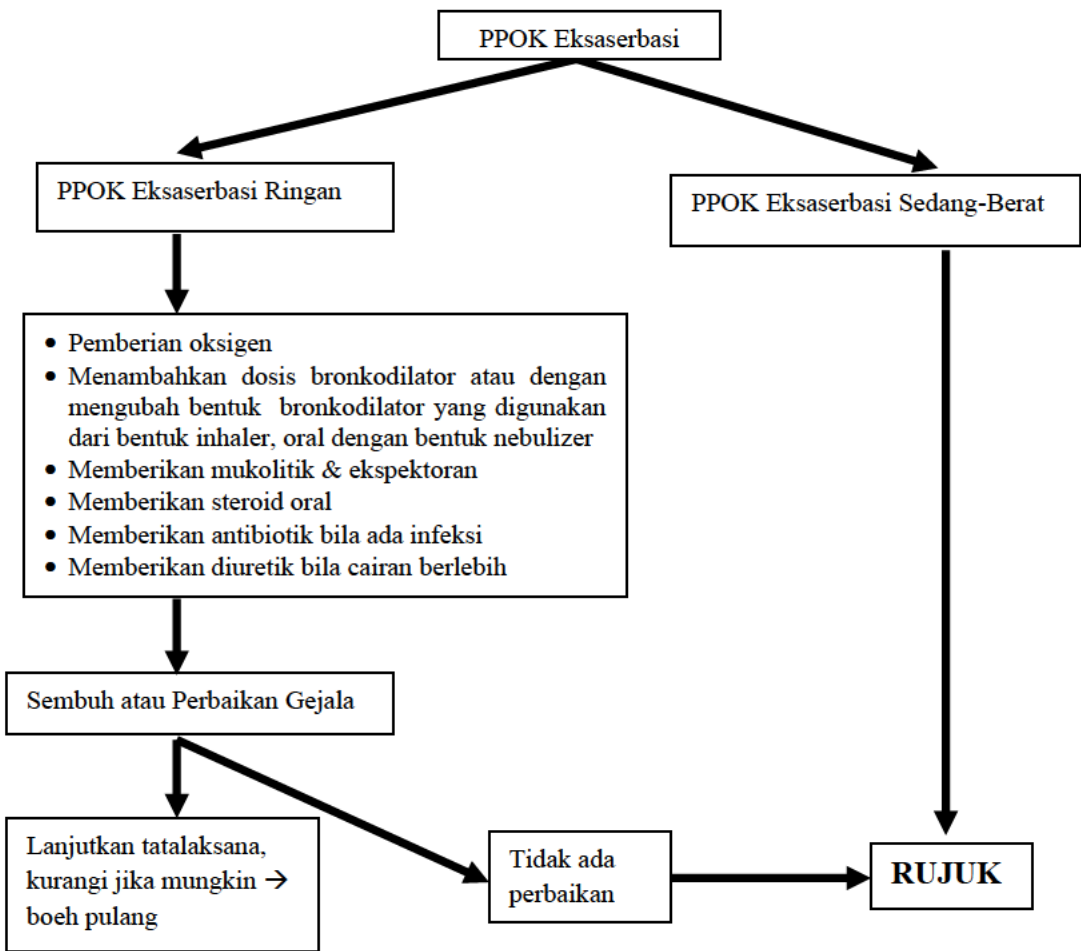 PPOK Eksaserbasi
PPOK Eksaserbasi Ringan
PPOK Eksaserbasi Sedang-Berat
• Pemberian oksigen
• Menambahkan dosis bronkodilator atau dengan
mengubah bentuk bronkodilator yang digunakan
dari bentuk inhaler, oral dengan bentuk nebulizer
• Memberikan mukolitik & ekspektoran
• Memberikan steroid oral
• Memberikan antibiotik bila ada infeksi
• Memberikan diuretik bila cairan berlebih
Sembuh atau Perbaikan Gejala
Lanjutkan tatalaksana,
kurangi jika mungkin →
boeh pulang
Tidak ada
perbaikan
RUJUK